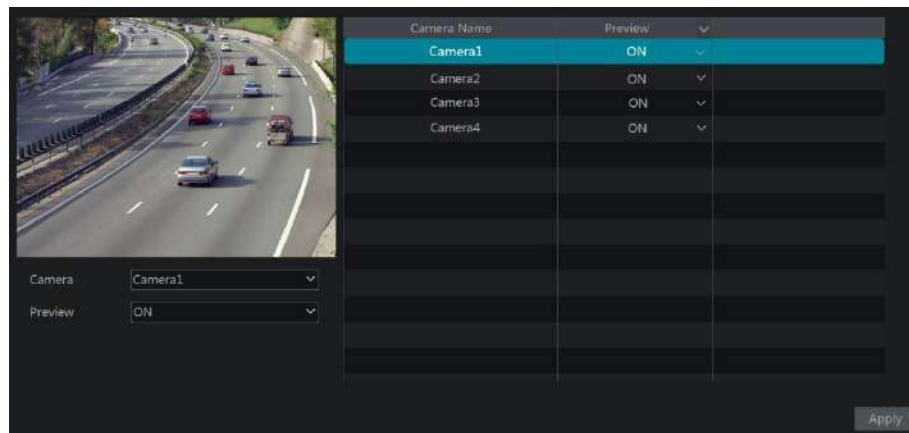 Camera Name Preview
Camera1 ON
Camera2 ON
Camera3 ON
Camera4 ON
Camera Camera1
Preview ON
Apply